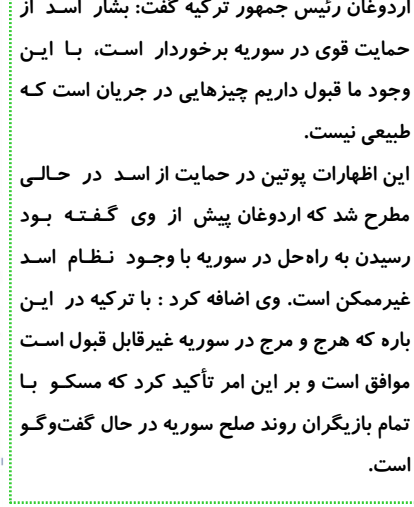 اردوغان رئیس جمهور ترکیه گفت: بشار اسد از
حمایت قوی در سوریه برخوردار است، با این
وجود ما قبول داریم چیزهایی در جریان است که
طبیعی نیست.
این اظهارات پوتین در حمایت از اسد در حالی
مطرح شد که اردوغان پیش از وی گفته بود
رسیدن به راه‌حل در سوریه با وجود نظام اسد
غیرممکن است. وی اضافه کرد : با ترکیه در این
باره که هرج و مرج در سوریه غیرقابل قبول است
موافق است و بر این امر تأکید کرد که مسکو با
تمام بازیگران روند صلح سوریه در حال گفت‌وگو
است.